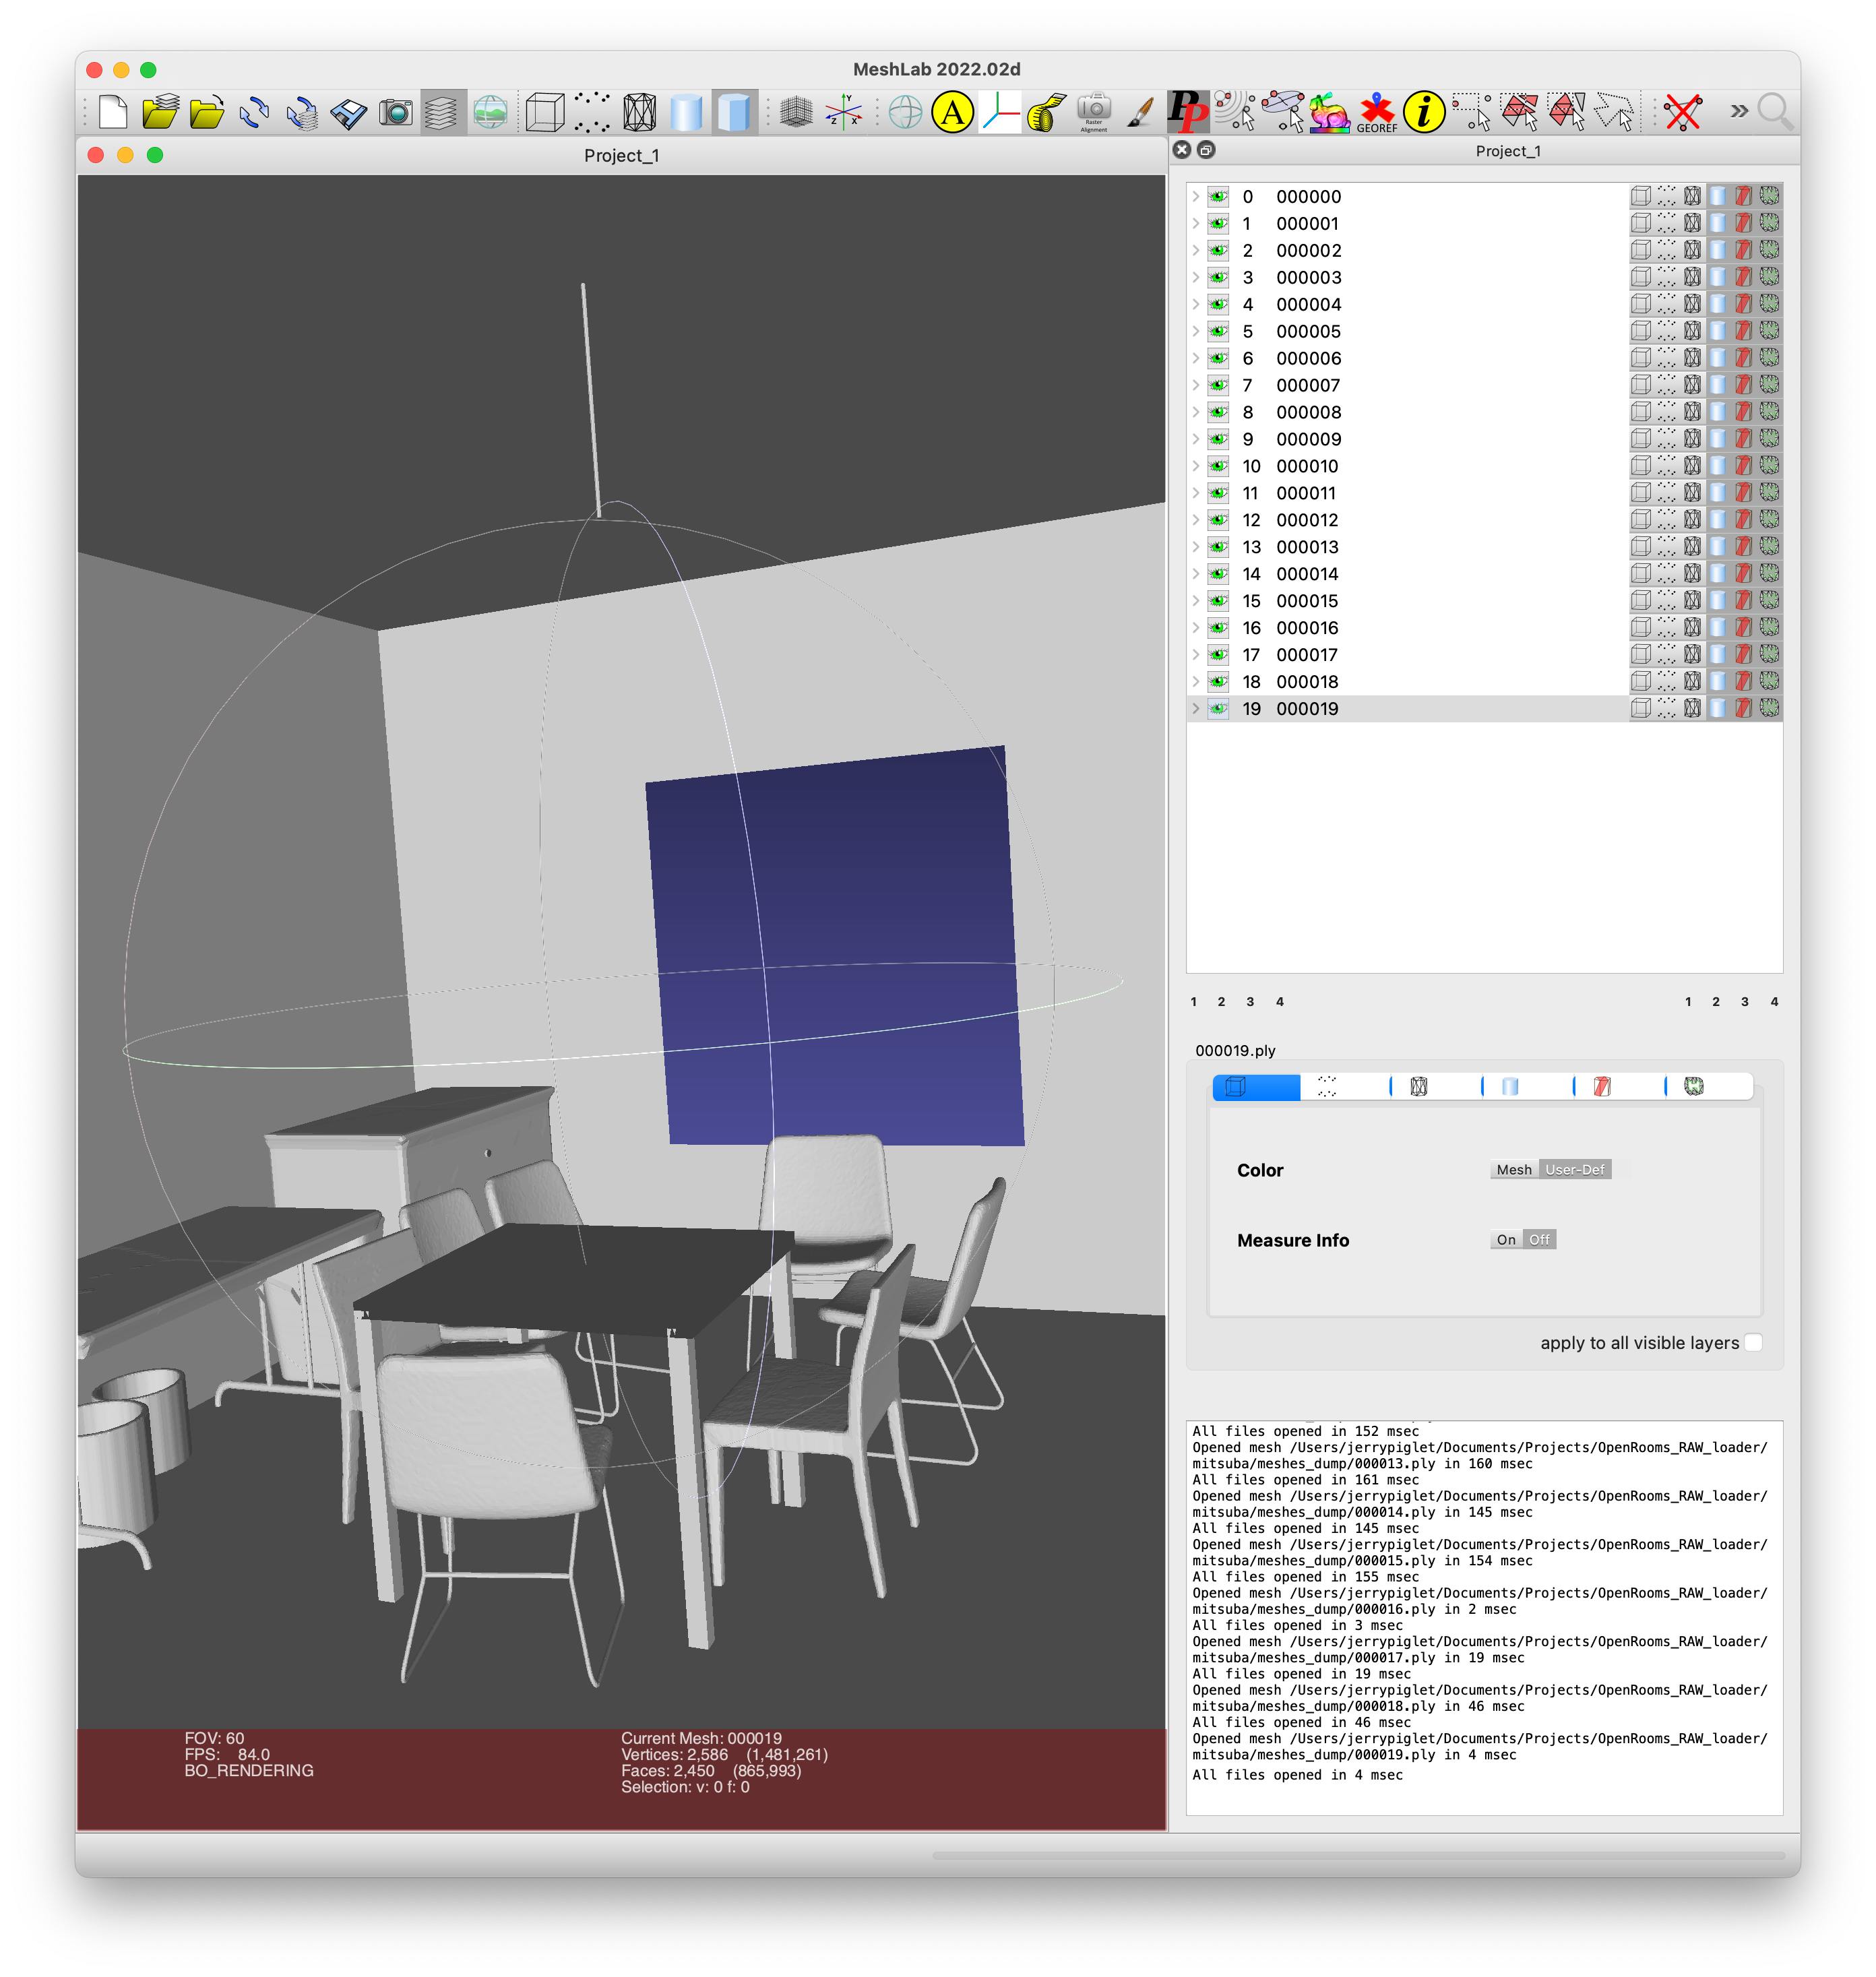 MeshLab 2022.02d
A
Raster
Alignment
PP
GEOREF
i
Y
Z
X
»
Project_1
Project_1
0 000000
1 000001
2 000002
3 000003
4 000004
5 000005
6 000006
7 000007
8 000008
9 000009
10 000010
11 000011
12 000012
13 000013
14 000014
15 000015
16 000016
17 000017
18 000018
19 000019
1 2 3 4 1 2 3 4
000019.ply
Color Mesh User-Def
Measure Info On Off
apply to all visible layers
All files opened in 152 msec
Opened mesh /Users/jerrypiglet/Documents/Projects/OpenRooms_RAW_loader/
mitsuba/meshes_dump/000013.ply in 160 msec
All files opened in 161 msec
Opened mesh /Users/jerrypiglet/Documents/Projects/OpenRooms_RAW_loader/
mitsuba/meshes_dump/000014.ply in 145 msec
All files opened in 145 msec
Opened mesh /Users/jerrypiglet/Documents/Projects/OpenRooms_RAW_loader/
mitsuba/meshes_dump/000015.ply in 154 msec
All files opened in 155 msec
Opened mesh /Users/jerrypiglet/Documents/Projects/OpenRooms_RAW_loader/
mitsuba/meshes_dump/000016.ply in 2 msec
All files opened in 3 msec
Opened mesh /Users/jerrypiglet/Documents/Projects/OpenRooms_RAW_loader/
mitsuba/meshes_dump/000017.ply in 19 msec
All files opened in 19 msec
Opened mesh /Users/jerrypiglet/Documents/Projects/OpenRooms_RAW_loader/
mitsuba/meshes_dump/000018.ply in 46 msec
All files opened in 46 msec
Opened mesh /Users/jerrypiglet/Documents/Projects/OpenRooms_RAW_loader/
mitsuba/meshes_dump/000019.ply in 4 msec
All files opened in 4 msec
FOV: 60
FPS: 84.0
BO_RENDERING
Current Mesh: 000019
Vertices: 2,586 (1,481,261)
Faces: 2,450 (865,993)
Selection: v: 0 f: 0